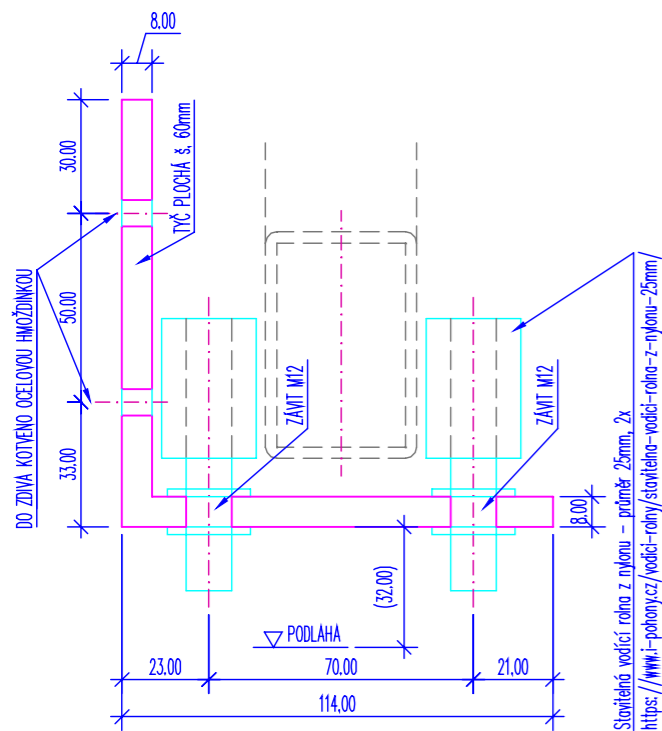 8.00
30.00
TYČ PLOCHÁ š. 60mm
50.00
DO ZDIVA KOTVENO OCELOVOU HMOŽDINKOU
33.00
ZÁVIT M12
ZÁVIT M12
8.00
(32.00)
PODLAHA
23.00
70.00
21,00
114,00
Stavitelná vodící rolna z nylonu - průměr 25mm, 2x
https://www.i-pohony.cz/vodici-rolny/stavitelna-vodici-rolna-z-nylonu-25mm/